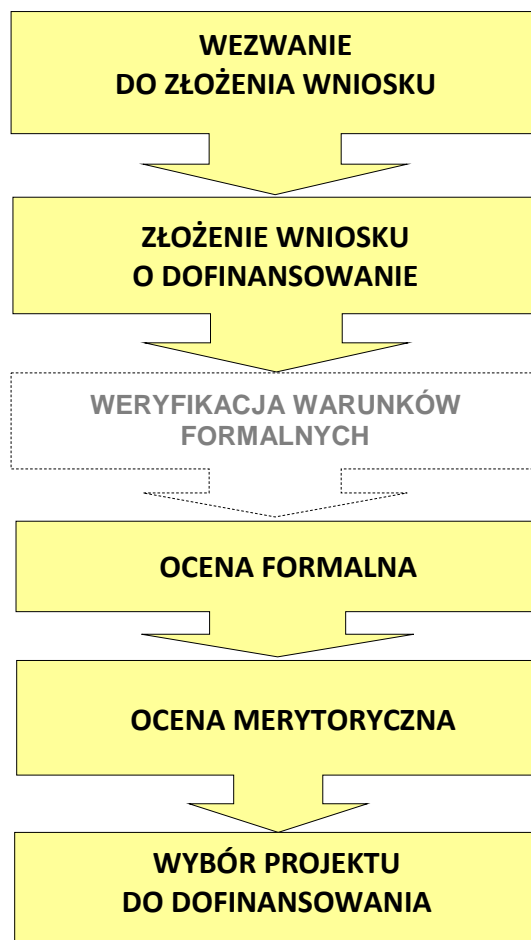 WEZWANIE
DO ZŁOŻENIA WNIOSKU
ZŁOŻENIE WNIOSKU
O DOFINANSOWANIE
WERYFIKACJA WARUNKÓW
FORMALNYCH
OCENA FORMALNA
OCENA MERYTORYCZNA
WYBÓR PROJEKTU
DO DOFINANSOWANIA